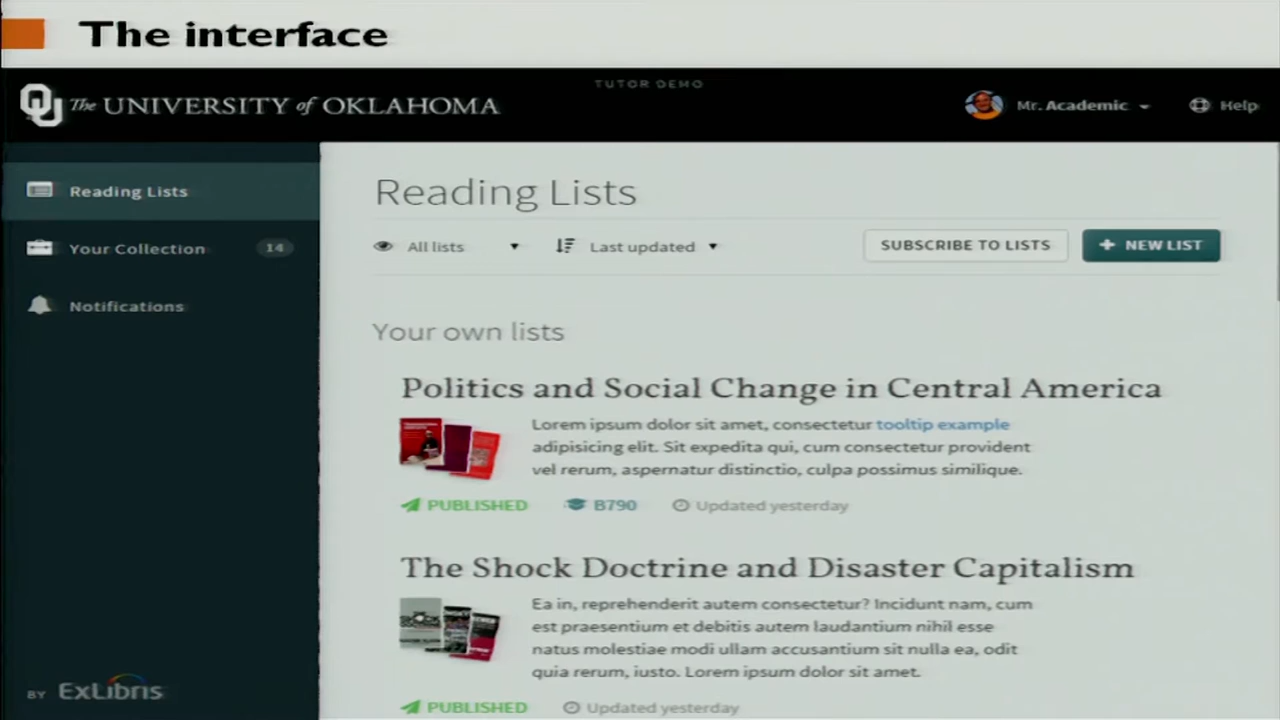 The interface
TUTOR DEMO
OU The UNIVERSITY of OKLAHOMA
Mr. Academic
Help
Reading Lists
Your Collection 14
Notifications
BY ExLibris
Reading Lists
All lists
Last updated
SUBSCRIBE TO LISTS
+ NEW LIST
Your own lists
Politics and Social Change in Central America
Lorem ipsum dolor sit amet, consectetur tooltip example
adipisicing elit. Sit expedita qui, cum consectetur provident
vel rerum, aspernatur distinctio, culpa possimus similique.
PUBLISHED B790 Updated yesterday
The Shock Doctrine and Disaster Capitalism
Ea in, reprehenderit autem consectetur? Incidunt nam, cum
est praesentium et debitis autem laudantium nihil esse
natus molestiae modi ullam accusantium sit nulla ea, odit
quia rerum, iusto. Lorem ipsum dolor sit amet.
PUBLISHED Updated yesterday